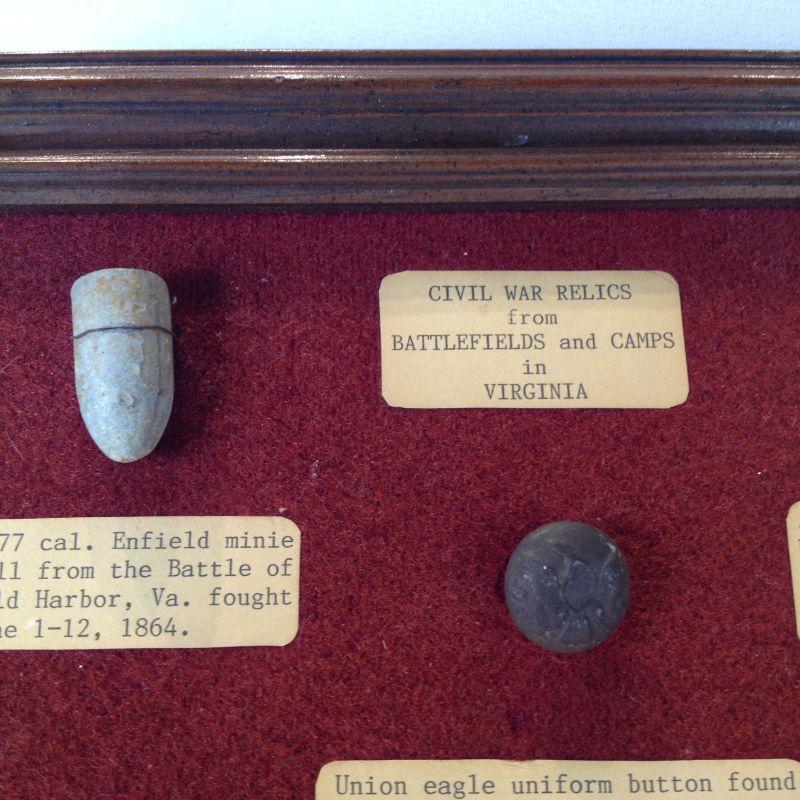 CIVIL WAR RELICS
from
BATTLEFIELDS and CAMPS
in
VIRGINIA
77 cal. Enfield minie
ll from the Battle of
ld Harbor, Va. fought
ne 1-12, 1864.
Union eagle uniform button found